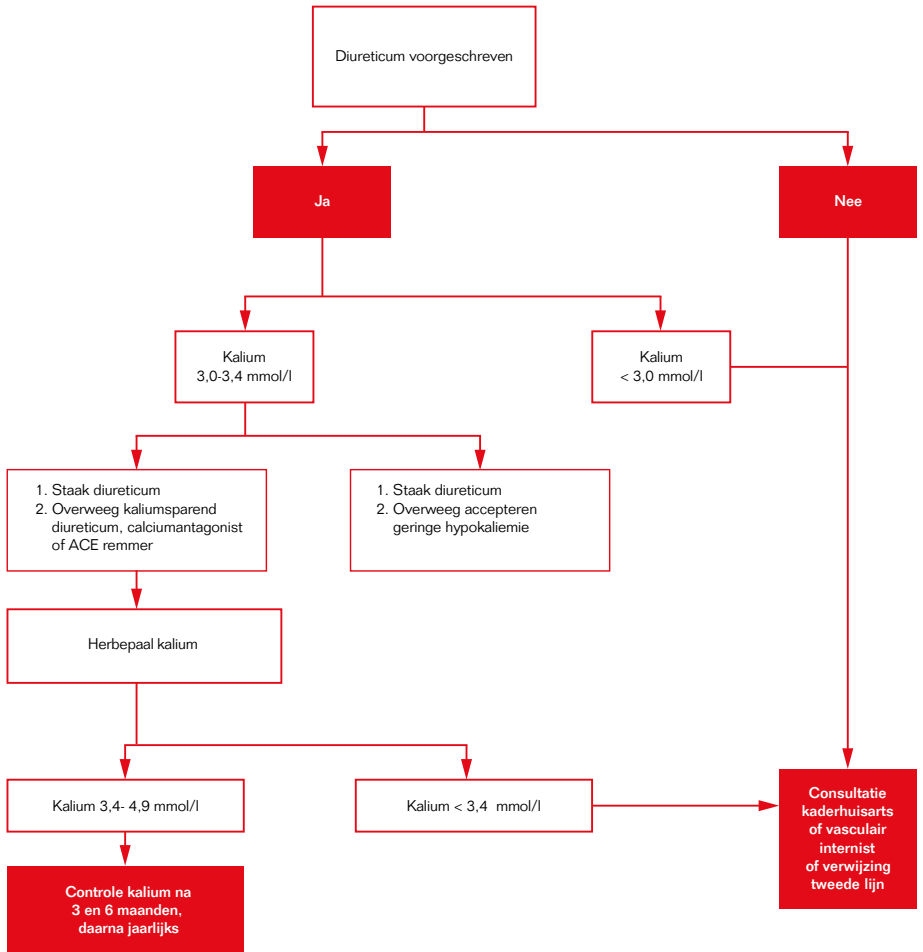 Diureticum voorgeschreven
Ja
Nee
Kalium
3,0-3,4 mmol/l
Kalium
< 3,0 mmol/l
1. Staak diureticum
2. Overweeg kaliumsparend
diureticum, calciumantagonist
of ACE remmer
1. Staak diureticum
2. Overweeg accepteren
geringe hypokaliemie
Herbepaal kalium
Kalium 3,4- 4,9 mmol/l
Kalium < 3,4 mmol/l
Consultatie
kaderhuisarts
of vasculair
internist
of verwijzing
tweede lijn
Controle kalium na
3 en 6 maanden,
daarna jaarlijks